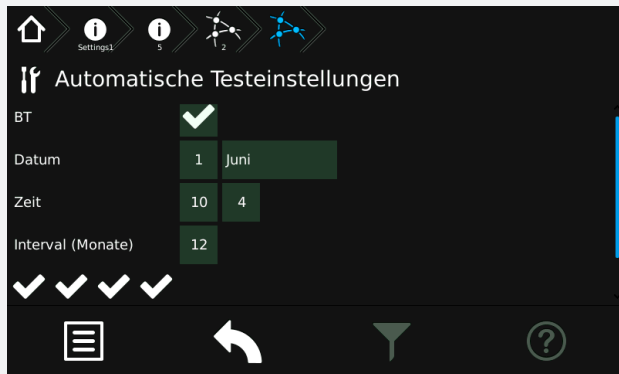 Settings1 5 2
Automatische Testeinstellungen
BT
Datum 1 Juni
Zeit 10 4
Interval (Monate) 12